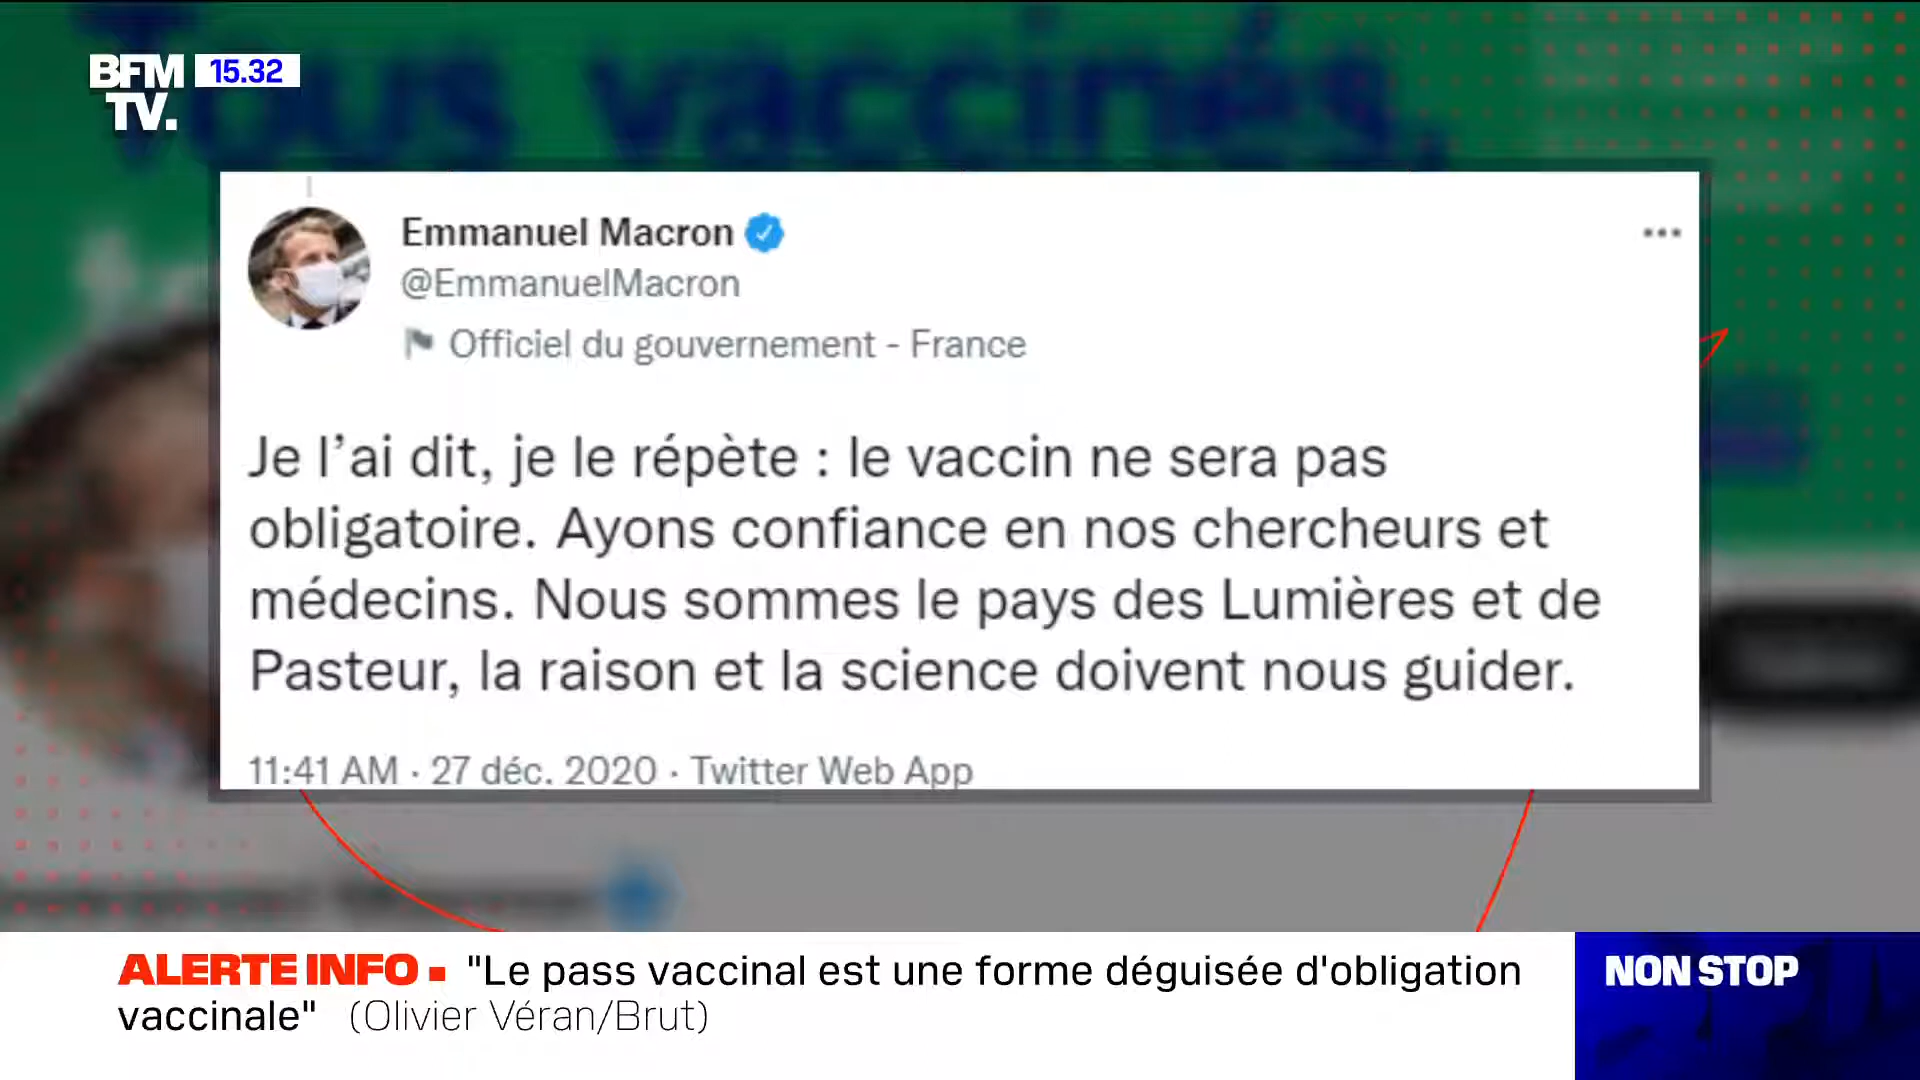 Tous vaccinés,
BFM 15.32
TV.
Emmanuel Macron
@EmmanuelMacron
Officiel du gouvernement - France
Je l’ai dit, je le répète : le vaccin ne sera pas
obligatoire. Ayons confiance en nos chercheurs et
médecins. Nous sommes le pays des Lumières et de
Pasteur, la raison et la science doivent nous guider.
11:41 AM · 27 déc. 2020 · Twitter Web App
ALERTE INFO ▪ "Le pass vaccinal est une forme déguisée d'obligation
vaccinale" (Olivier Véran/Brut)
NON STOP